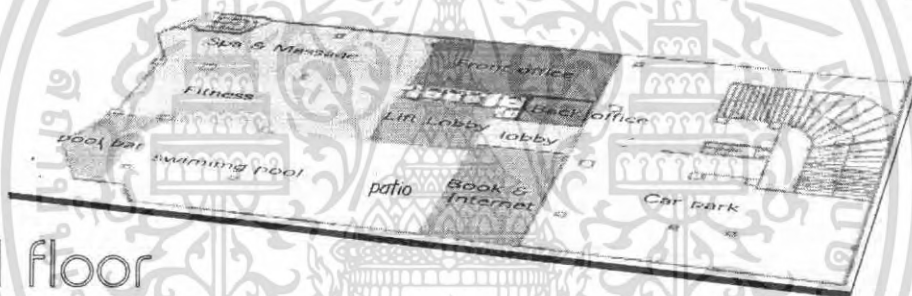 Spa & Message
Front office
Fitness
Back office
Lift Lobby
lobby
pool bar
swimming pool
patio
Book &
Internet
Car park
floor